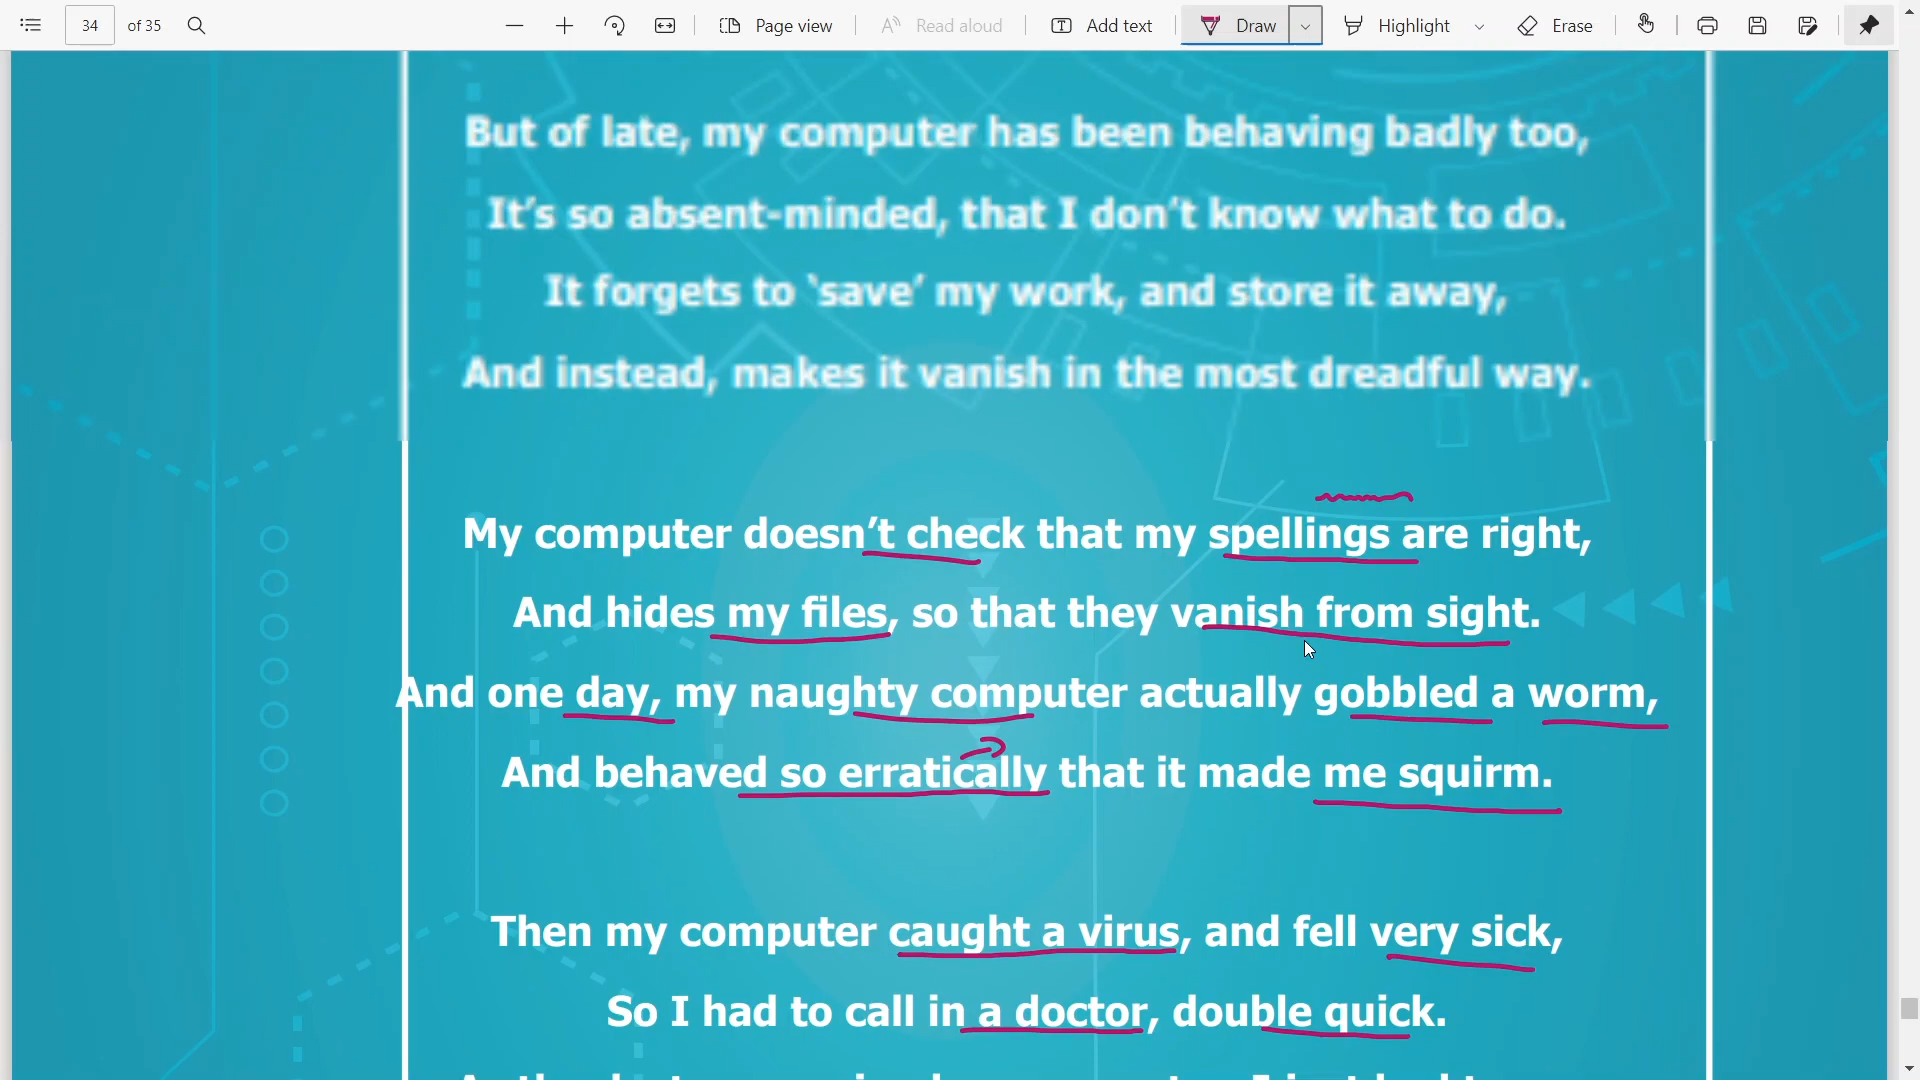 34 of 35 Page view Read aloud Add text Draw Highlight Erase
But of late, my computer has been behaving badly too,
It’s so absent-minded, that I don’t know what to do.
It forgets to ‘save’ my work, and store it away,
And instead, makes it vanish in the most dreadful way.
My computer doesn’t check that my spellings are right,
And hides my files, so that they vanish from sight.
And one day, my naughty computer actually gobbled a worm,
And behaved so erratically that it made me squirm.
Then my computer caught a virus, and fell very sick,
So I had to call in a doctor, double quick.